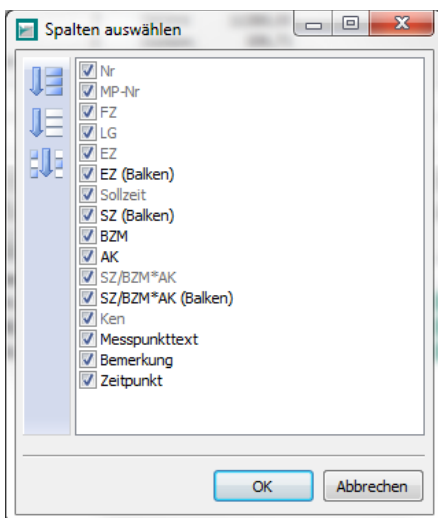 Spalten auswählen
Nr
MP-Nr
FZ
LG
EZ
EZ (Balken)
Sollzeit
SZ (Balken)
BZM
AK
SZ/BZM*AK
SZ/BZM*AK (Balken)
Ken
Messpunkttext
Bemerkung
Zeitpunkt
OK
Abbrechen